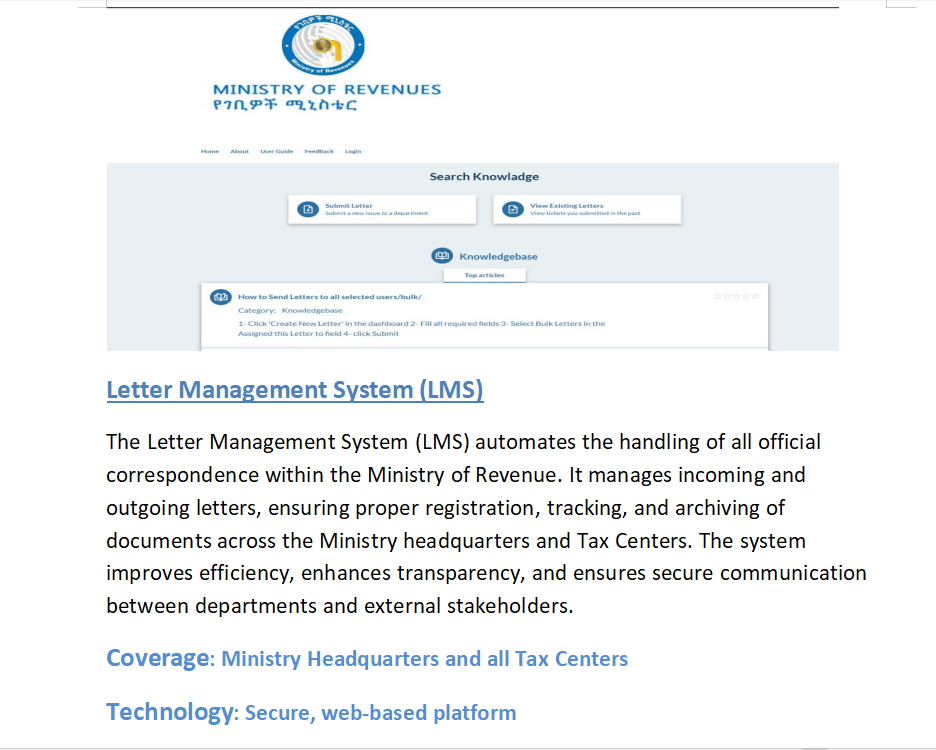 የገቢዎች ሚኒስቴር
Ministry of Revenues
MINISTRY OF REVENUES
የገቢዎች ሚኒስቴር
Home About User Guide FeedBack Login
Search Knowladge
Submit Letter
Submit a new issue to a department
View Existing Letters
View tickets you submitted in the past
Knowledgebase
Top articles
How to Send Letters to all selected users/bulk/
Category: Knowledgebase
1- Click 'Create New Letter' in the dashboard 2- Fill all required fields 3- Select Bulk Letters in the
Assigned this Letter to field 4- click Submit
Letter Management System (LMS)
The Letter Management System (LMS) automates the handling of all official
correspondence within the Ministry of Revenue. It manages incoming and
outgoing letters, ensuring proper registration, tracking, and archiving of
documents across the Ministry headquarters and Tax Centers. The system
improves efficiency, enhances transparency, and ensures secure communication
between departments and external stakeholders.
Coverage: Ministry Headquarters and all Tax Centers
Technology: Secure, web-based platform